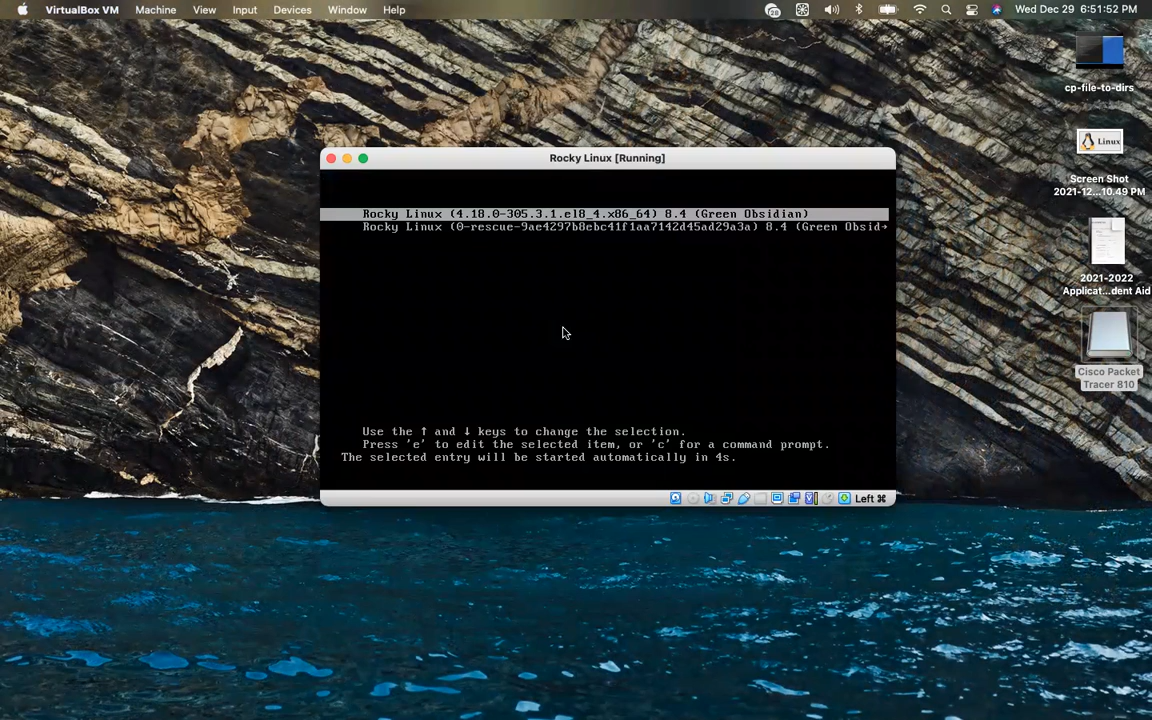 VirtualBox VM Machine View Input Devices Window Help Wed Dec 29 6:51:52 PM
cp-file-to-dirs
Linux
Screen Shot
2021-12...10.49 PM
2021-2022
Applicat...dent Aid
Cisco Packet
Tracer 810
Rocky Linux [Running]
Rocky Linux (4.18.0-305.3.1.el8_4.x86_64) 8.4 (Green Obsidian)
Rocky Linux (0-rescue-9ae4297b8ebc41f1aa7142d45ad29a3a) 8.4 (Green Obsid→
Use the ↑ and ↓ keys to change the selection.
Press 'e' to edit the selected item, or 'c' for a command prompt.
The selected entry will be started automatically in 4s.
Left ⌘